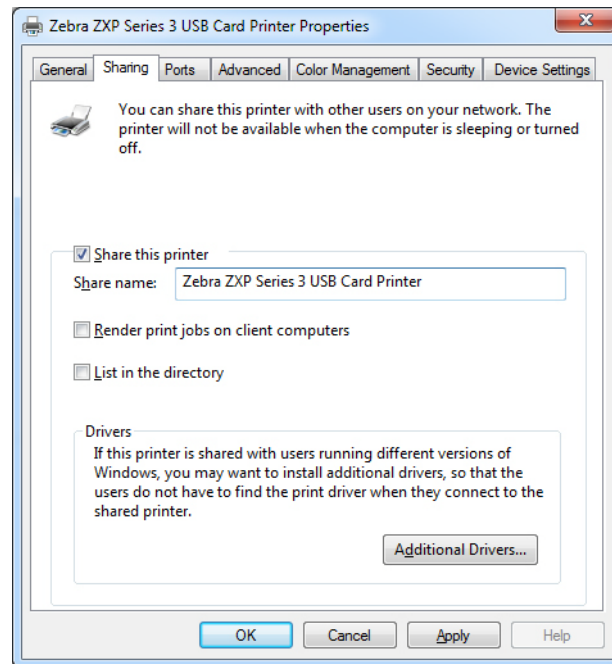 Zebra ZXP Series 3 USB Card Printer Properties
General Sharing Ports Advanced Color Management Security Device Settings
You can share this printer with other users on your network. The
printer will not be available when the computer is sleeping or turned
off.
Share this printer
Share name: Zebra ZXP Series 3 USB Card Printer
Render print jobs on client computers
List in the directory
Drivers
If this printer is shared with users running different versions of
Windows, you may want to install additional drivers, so that the
users do not have to find the print driver when they connect to the
shared printer.
Additional Drivers...
OK Cancel Apply Help